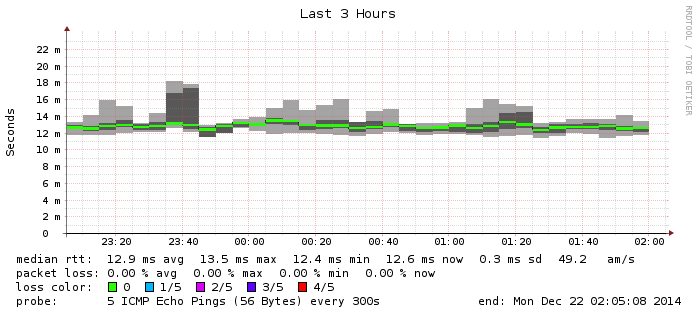 Last 3 Hours
RRDTOOL / TOBI OETIKER
Seconds
22 m
20 m
18 m
16 m
14 m
12 m
10 m
8 m
6 m
4 m
2 m
0
23:20 23:40 00:00 00:20 00:40 01:00 01:20 01:40 02:00
median rtt: 12.9 ms avg 13.5 ms max 12.4 ms min 12.6 ms now 0.3 ms sd 49.2 am/s
packet loss: 0.00 % avg 0.00 % max 0.00 % min 0.00 % now
loss color: 0 1/5 2/5 3/5 4/5
probe: 5 ICMP Echo Pings (56 Bytes) every 300s end: Mon Dec 22 02:05:08 2014